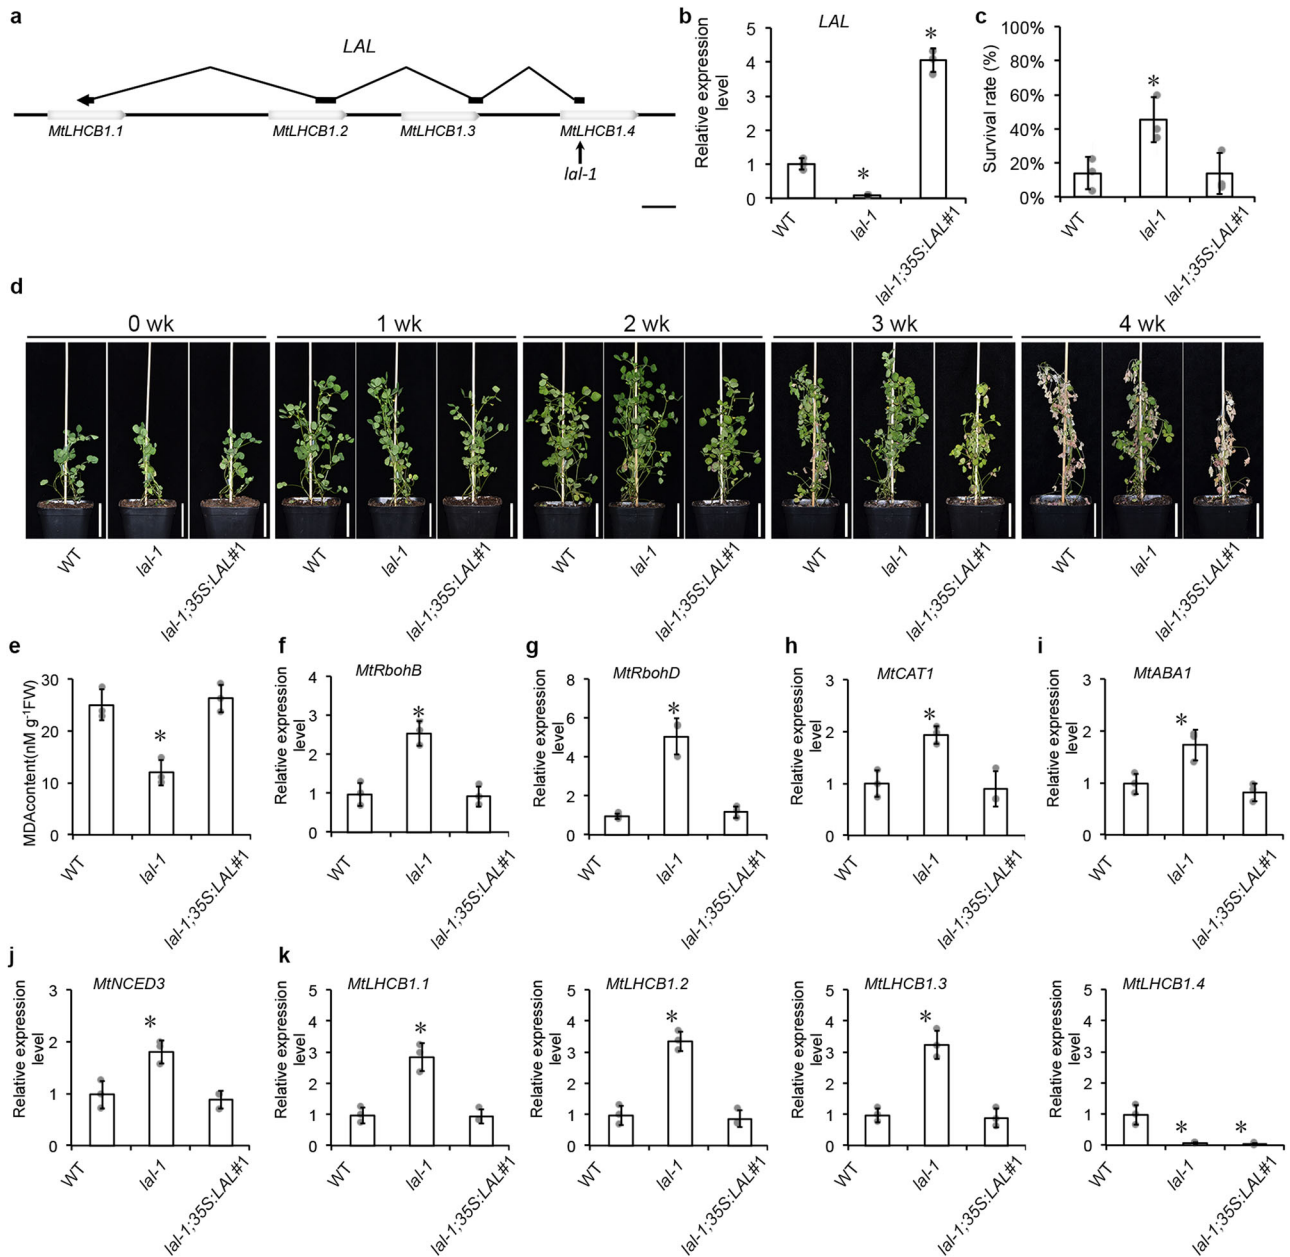 a
LAL
MtLHCB1.1
MtLHCB1.2
MtLHCB1.3
MtLHCB1.4
lal-1
b
LAL
Relative expression
level
5
4
3
2
1
0
*
*
WT
lal-1
lal-1;35S:LAL#1
c
Survival rate (%)
100%
80%
60%
40%
20%
0%
*
WT
lal-1
lal-1;35S:LAL#1
d
0 wk
1 wk
2 wk
3 wk
4 wk
WT
lal-1
lal-1;35S:LAL#1
WT
lal-1
lal-1;35S:LAL#1
WT
lal-1
lal-1;35S:LAL#1
WT
lal-1
lal-1;35S:LAL#1
WT
lal-1
lal-1;35S:LAL#1
e
MDAcontent(nM g-1FW)
30
20
10
0
*
WT
lal-1
lal-1;35S:LAL#1
f
MtRbohB
Relative expression
level
4
3
2
1
0
*
WT
lal-1
lal-1;35S:LAL#1
g
MtRbohD
Relative expression
level
8
6
4
2
0
*
WT
lal-1
lal-1;35S:LAL#1
h
MtCAT1
Relative expression
level
3
2
1
0
*
WT
lal-1
lal-1;35S:LAL#1
i
MtABA1
Relative expression
level
3
2
1
0
*
WT
lal-1
lal-1;35S:LAL#1
j
MtNCED3
Relative expression
level
3
2
1
0
*
WT
lal-1
lal-1;35S:LAL#1
k
MtLHCB1.1
Relative expression
level
5
4
3
2
1
0
*
WT
lal-1
lal-1;35S:LAL#1
MtLHCB1.2
Relative expression
level
5
4
3
2
1
0
*
WT
lal-1
lal-1;35S:LAL#1
MtLHCB1.3
Relative expression
level
5
4
3
2
1
0
*
WT
lal-1
lal-1;35S:LAL#1
MtLHCB1.4
Relative expression
level
5
4
3
2
1
0
*
*
WT
lal-1
lal-1;35S:LAL#1